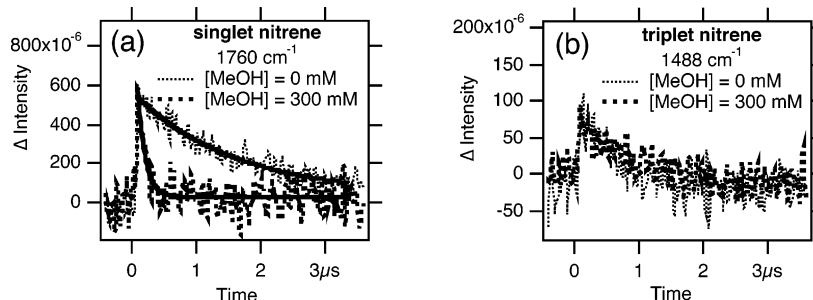 (a)
singlet nitrene
1760 cm⁻¹
[MeOH] = 0 mM
[MeOH] = 300 mM
800x10⁻⁶
600
400
200
0
Δ Intensity
0 1 2 3µs
Time
(b)
triplet nitrene
1488 cm⁻¹
[MeOH] = 0 mM
[MeOH] = 300 mM
200x10⁻⁶
150
100
50
0
-50
Δ Intensity
0 1 2 3µs
Time